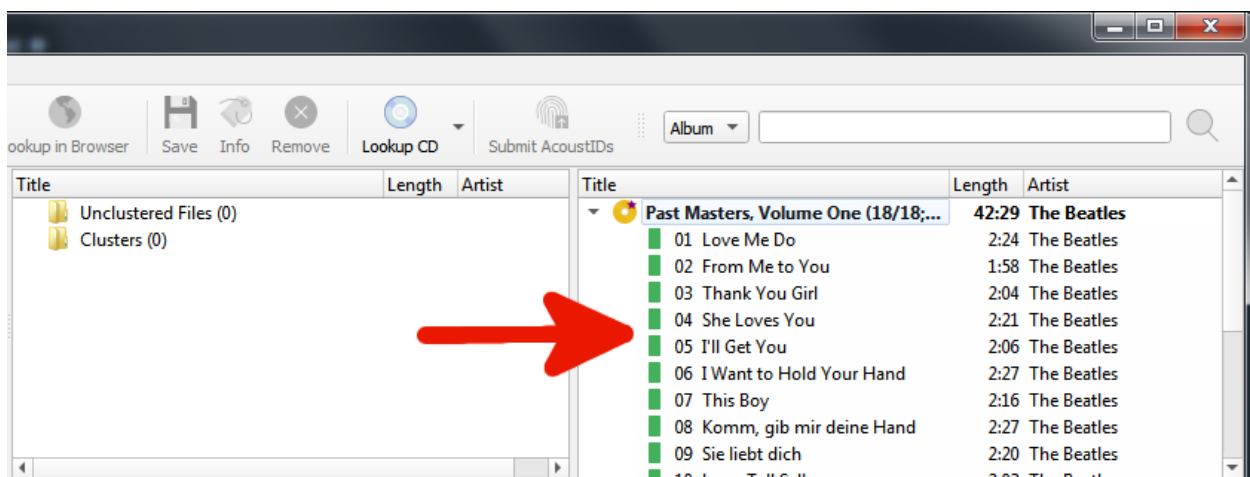 ookup in Browser Save Info Remove Lookup CD Submit AcoustIDs Album
Title Length Artist
Unclustered Files (0)
Clusters (0)
Title Length Artist
Past Masters, Volume One (18/18;... 42:29 The Beatles
01 Love Me Do 2:24 The Beatles
02 From Me to You 1:58 The Beatles
03 Thank You Girl 2:04 The Beatles
04 She Loves You 2:21 The Beatles
05 I'll Get You 2:06 The Beatles
06 I Want to Hold Your Hand 2:27 The Beatles
07 This Boy 2:16 The Beatles
08 Komm, gib mir deine Hand 2:27 The Beatles
09 Sie liebt dich 2:20 The Beatles